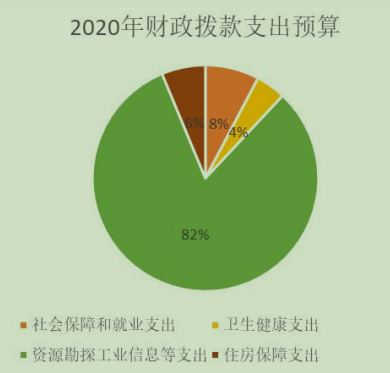 2020年财政拨款支出预算
6% 8%
4%
82%
社会保障和就业支出 卫生健康支出
资源勘探工业信息等支出 住房保障支出